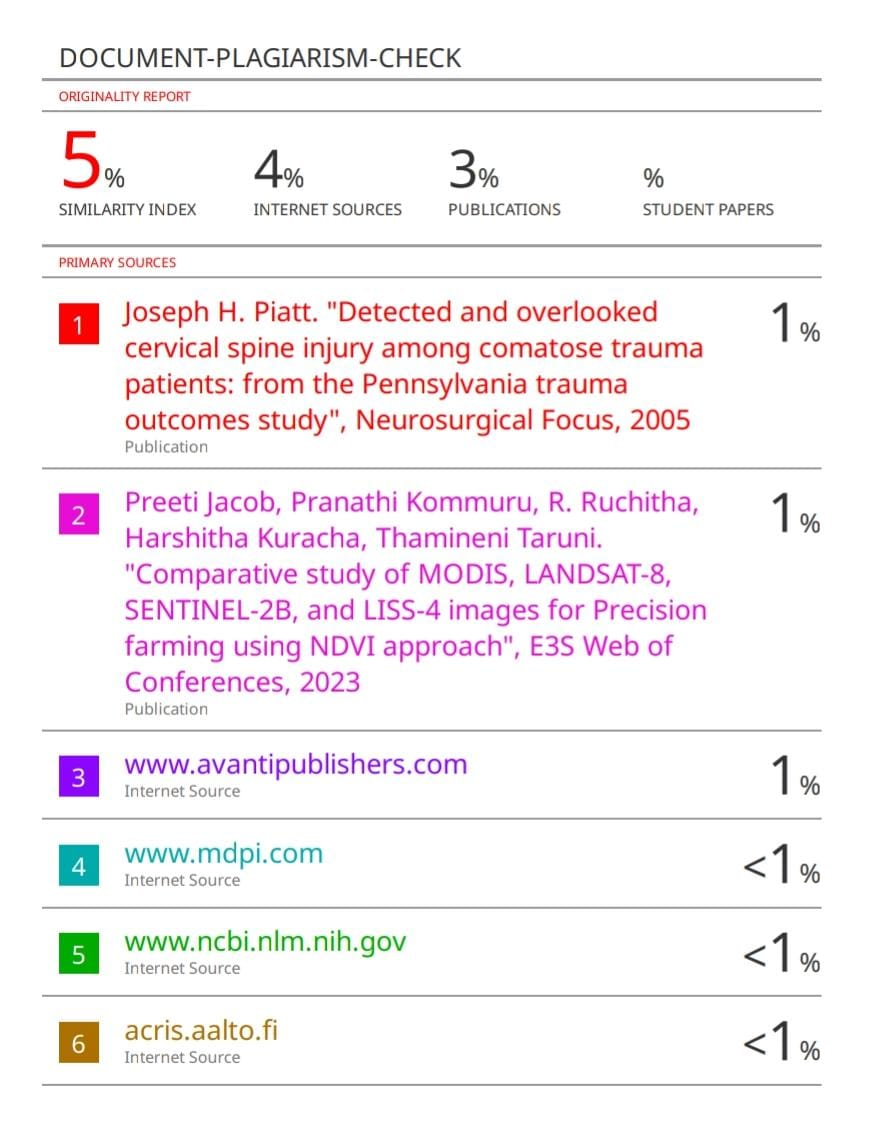 DOCUMENT-PLAGIARISM-CHECK
ORIGINALITY REPORT
5% 4% 3% %
SIMILARITY INDEX INTERNET SOURCES PUBLICATIONS STUDENT PAPERS
PRIMARY SOURCES
1 Joseph H. Piatt. "Detected and overlooked 1%
cervical spine injury among comatose trauma
patients: from the Pennsylvania trauma
outcomes study", Neurosurgical Focus, 2005
Publication
2 Preeti Jacob, Pranathi Kommuru, R. Ruchitha, 1%
Harshitha Kuracha, Thamineni Taruni.
"Comparative study of MODIS, LANDSAT-8,
SENTINEL-2B, and LISS-4 images for Precision
farming using NDVI approach", E3S Web of
Conferences, 2023
Publication
3 www.avantipublishers.com 1%
Internet Source
4 www.mdpi.com <1%
Internet Source
5 www.ncbi.nlm.nih.gov <1%
Internet Source
6 acris.aalto.fi <1%
Internet Source